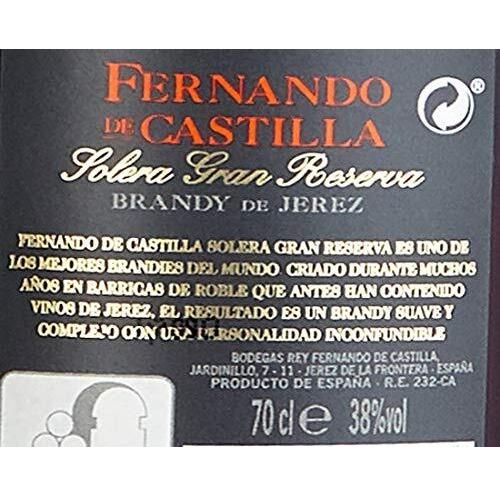 FERNANDO
DE CASTILLA
Solera Gran Reserva
BRANDY DE JEREZ
FERNANDO DE CASTILLA SOLERA GRAN RESERVA ES UNO DE
LOS MEJORES BRANDIES DEL MUNDO. CRIADO DURANTE MUCHOS
AÑOS EN BARRICAS DE ROBLE QUE ANTES HAN CONTENIDO
VINOS DE JEREZ, EL RESULTADO ES UN BRANDY SUAVE Y
COMPLEJO CON UNA PERSONALIDAD INCONFUNDIBLE
BODEGAS REY FERNANDO DE CASTILLA,
JARDINILLO, 7 - 11 - JEREZ DE LA FRONTERA - ESPAÑA
PRODUCTO DE ESPAÑA - R.E. 232-CA
70 cl e 38%vol